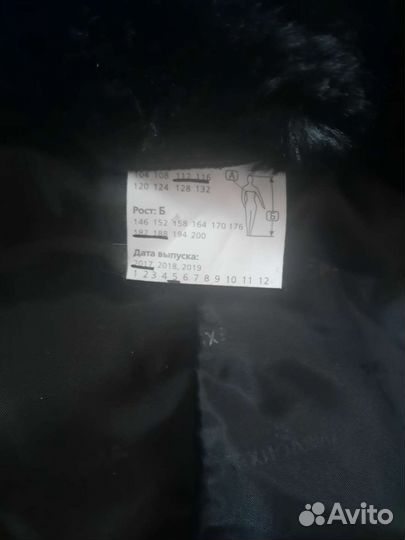 104 108 112 116
120 124 128 132
А
Рост: Б
146 152 158 164 170 176
182 188 194 200
Б
Дата выпуска:
2017, 2018, 2019
1 2 3 4 5 6 7 8 9 10 11 12
Avito